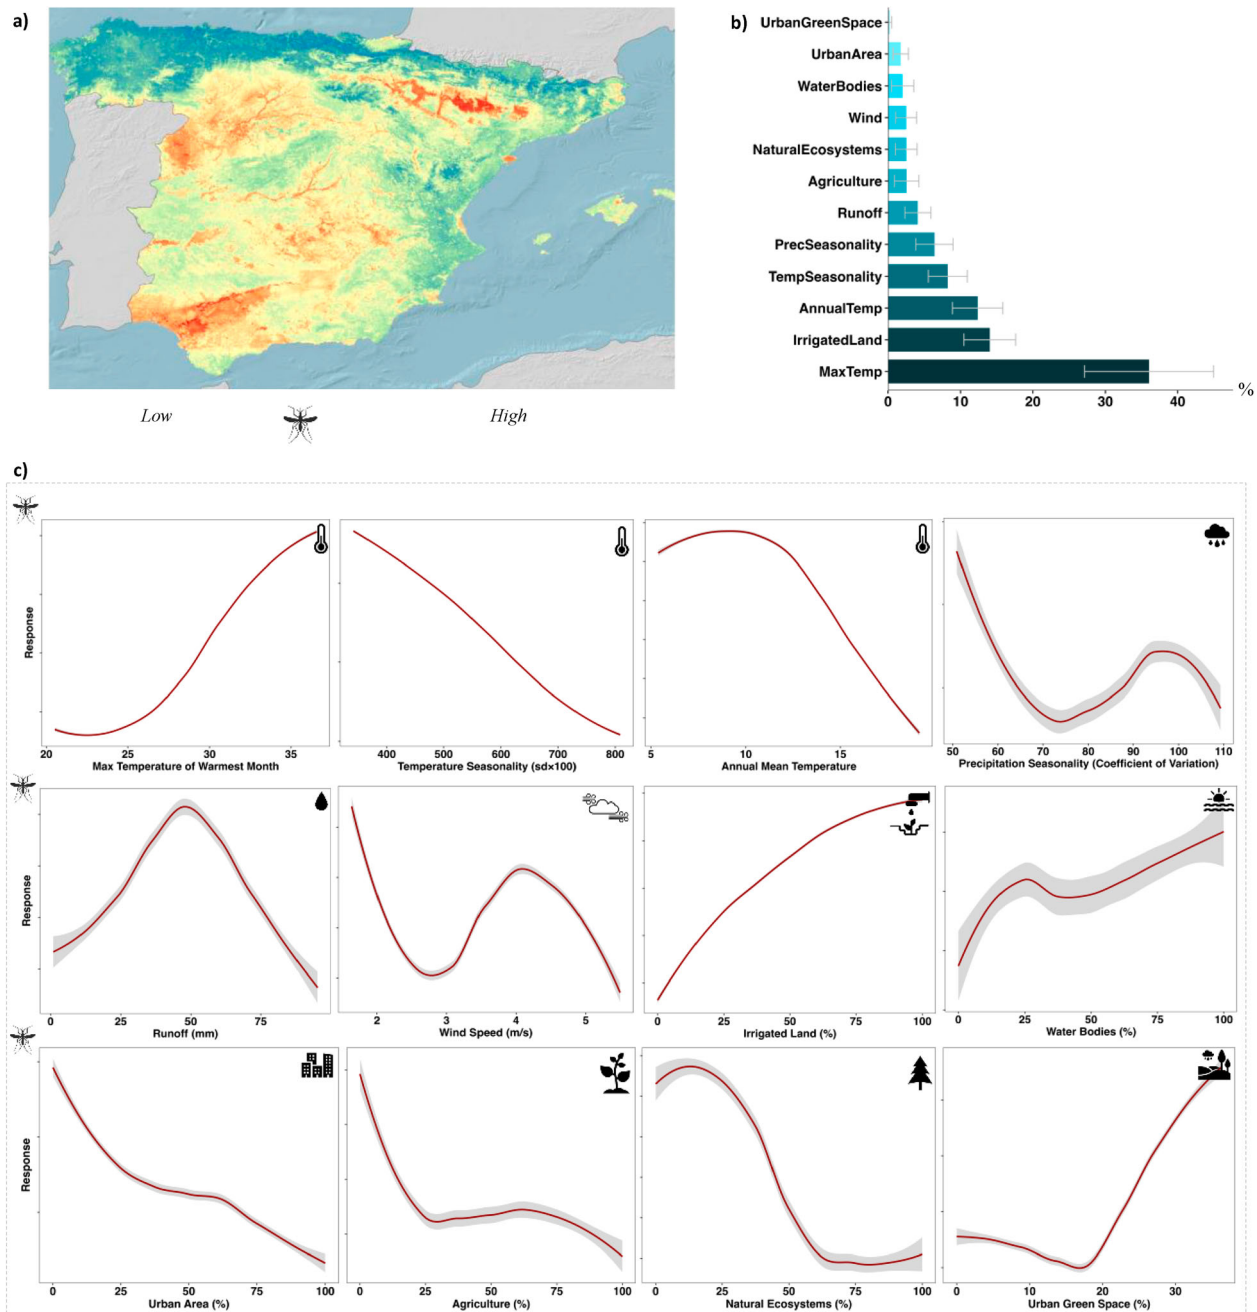 a)
Low
High
b)
UrbanGreenSpace
UrbanArea
WaterBodies
Wind
NaturalEcosystems
Agriculture
Runoff
PrecSeasonality
TempSeasonality
AnnualTemp
IrrigatedLand
MaxTemp
0 10 20 30 40
%
c)
Response
20 25 30 35
Max Temperature of Warmest Month
400 500 600 700 800
Temperature Seasonality (sd×100)
5 10 15
Annual Mean Temperature
50 60 70 80 90 100 110
Precipitation Seasonality (Coefficient of Variation)
Response
0 25 50 75
Runoff (mm)
2 3 4 5
Wind Speed (m/s)
0 25 50 75 100
Irrigated Land (%)
0 25 50 75 100
Water Bodies (%)
Response
0 25 50 75 100
Urban Area (%)
0 25 50 75 100
Agriculture (%)
0 25 50 75 100
Natural Ecosystems (%)
0 10 20 30
Urban Green Space (%)